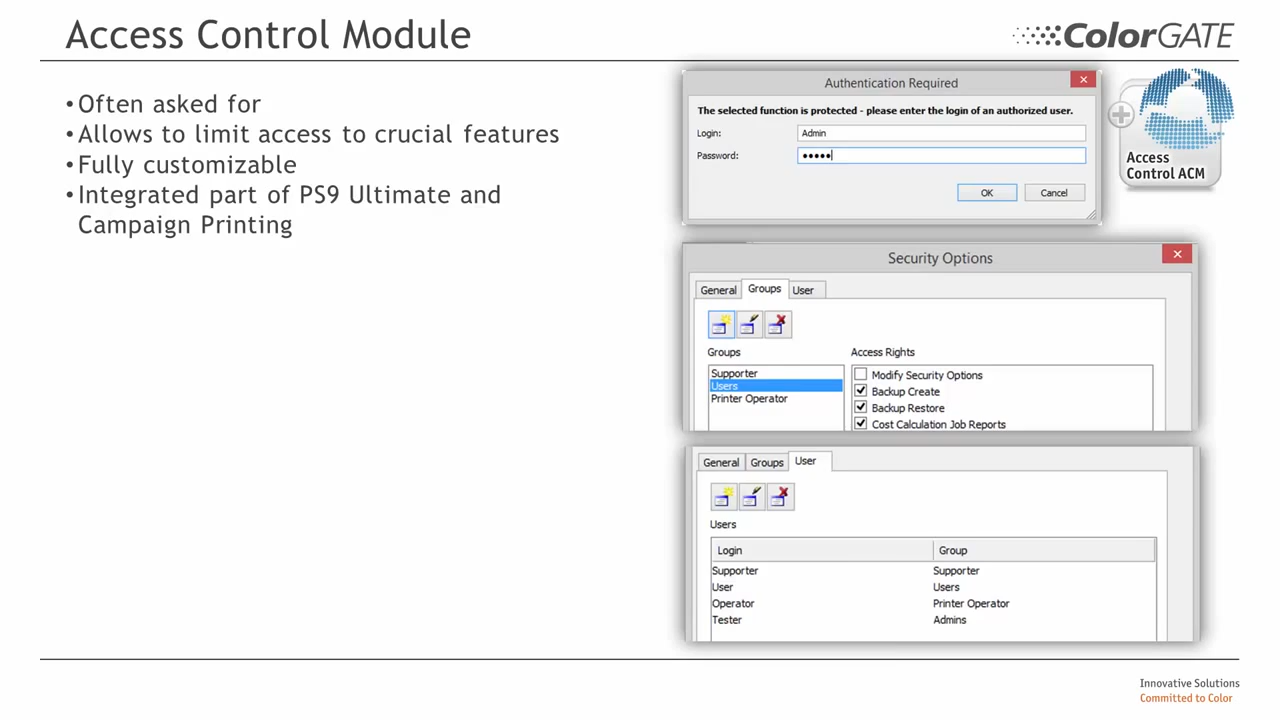 Access Control Module
ColorGATE
•Often asked for
•Allows to limit access to crucial features
•Fully customizable
•Integrated part of PS9 Ultimate and
Campaign Printing
Authentication Required
The selected function is protected - please enter the login of an authorized user.
Login: Admin
Password: •••••
OK Cancel
Access
Control ACM
Security Options
General Groups User
Groups Access Rights
Supporter
Users
Printer Operator
Modify Security Options
Backup Create
Backup Restore
Cost Calculation Job Reports
General Groups User
Users
Login Group
Supporter Supporter
User Users
Operator Printer Operator
Tester Admins
Innovative Solutions
Committed to Color